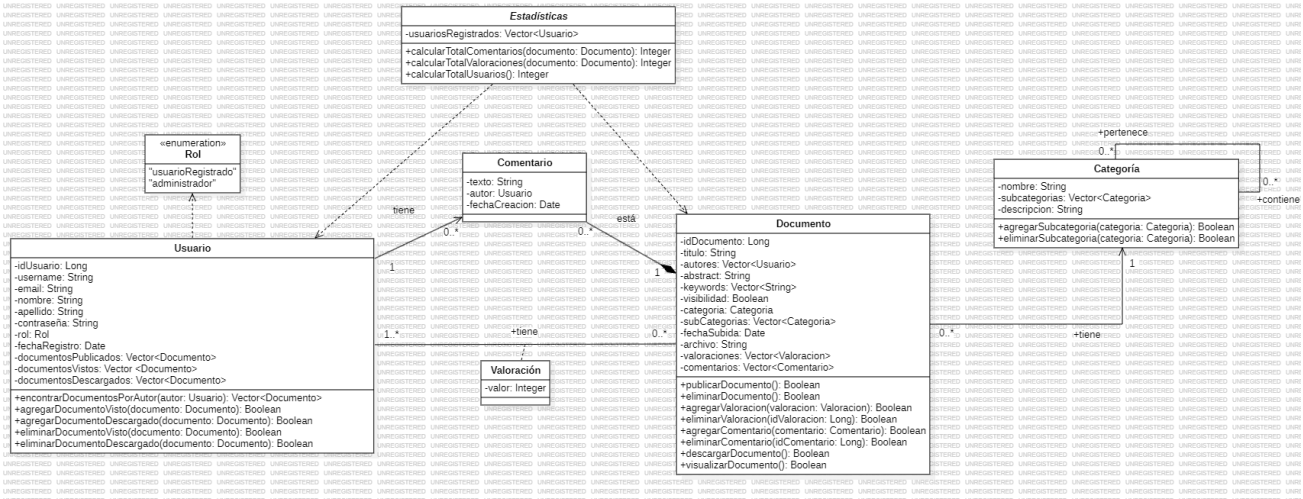 Estadísticas
-usuariosRegistrados: Vector<Usuario>
+calcularTotalComentarios(documento: Documento): Integer
+calcularTotalValoraciones(documento: Documento): Integer
+calcularTotalUsuarios(): Integer
«enumeration»
Rol
"usuarioRegistrado"
"administrador"
Comentario
-texto: String
-autor: Usuario
-fechaCreacion: Date
+pertenece
0..*
Categoría
-nombre: String
-subcategorias: Vector<Categoria>
-descripcion: String
+agregarSubcategoria(categoria: Categoria): Boolean
+eliminarSubcategoria(categoria: Categoria): Boolean
0..*
+contiene
tiene
0..*
1
está
0..*
1
Usuario
-idUsuario: Long
-username: String
-email: String
-nombre: String
-apellido: String
-contraseña: String
-rol: Rol
-fechaRegistro: Date
-documentosPublicados: Vector<Documento>
-documentosVistos: Vector <Documento>
-documentosDescargados: Vector<Documento>
+encontrarDocumentosPorAutor(autor: Usuario): Vector<Documento>
+agregarDocumentoVisto(documento: Documento): Boolean
+agregarDocumentoDescargado(documento: Documento): Boolean
+eliminarDocumentoVisto(documento: Documento): Boolean
+eliminarDocumentoDescargado(documento: Documento): Boolean
1..*
+tiene
0..*
Valoración
-valor: Integer
Documento
-idDocumento: Long
-titulo: String
-autores: Vector<Usuario>
-abstract: String
-keywords: Vector<String>
-visibilidad: Boolean
-categoria: Categoria
-subCategorias: Vector<Categoria>
-fechaSubida: Date
-archivo: String
-valoraciones: Vector<Valoracion>
-comentarios: Vector<Comentario>
+publicarDocumento(): Boolean
+eliminarDocumento(): Boolean
+agregarValoracion(valoracion: Valoracion): Boolean
+eliminarValoracion(idValoracion: Long): Boolean
+agregarComentario(comentario: Comentario): Boolean
+eliminarComentario(idComentario: Long): Boolean
+descargarDocumento(): Boolean
+visualizarDocumento(): Boolean
0..*
+tiene
1
UNREGISTERED